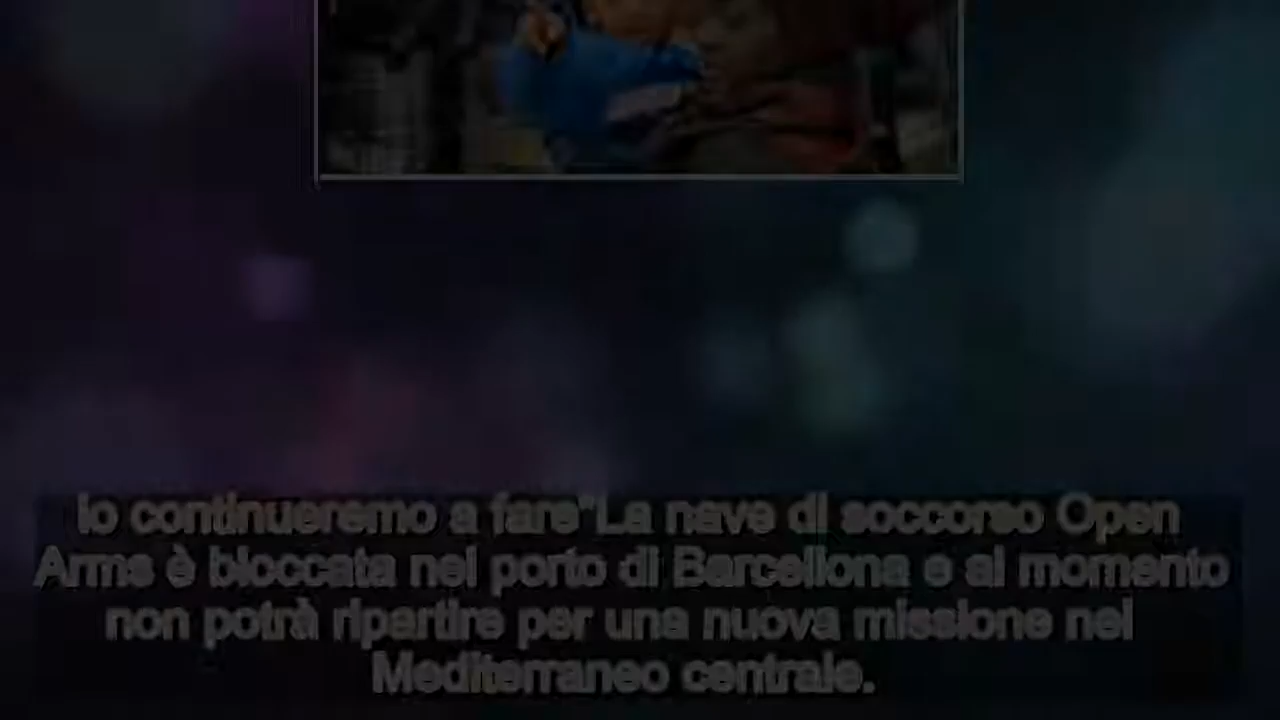 lo continueremo a fare"La nave di soccorso Open
Arms è bloccata nel porto di Barcellona e al momento
non potrà ripartire per una nuova missione nel
Mediterraneo centrale.